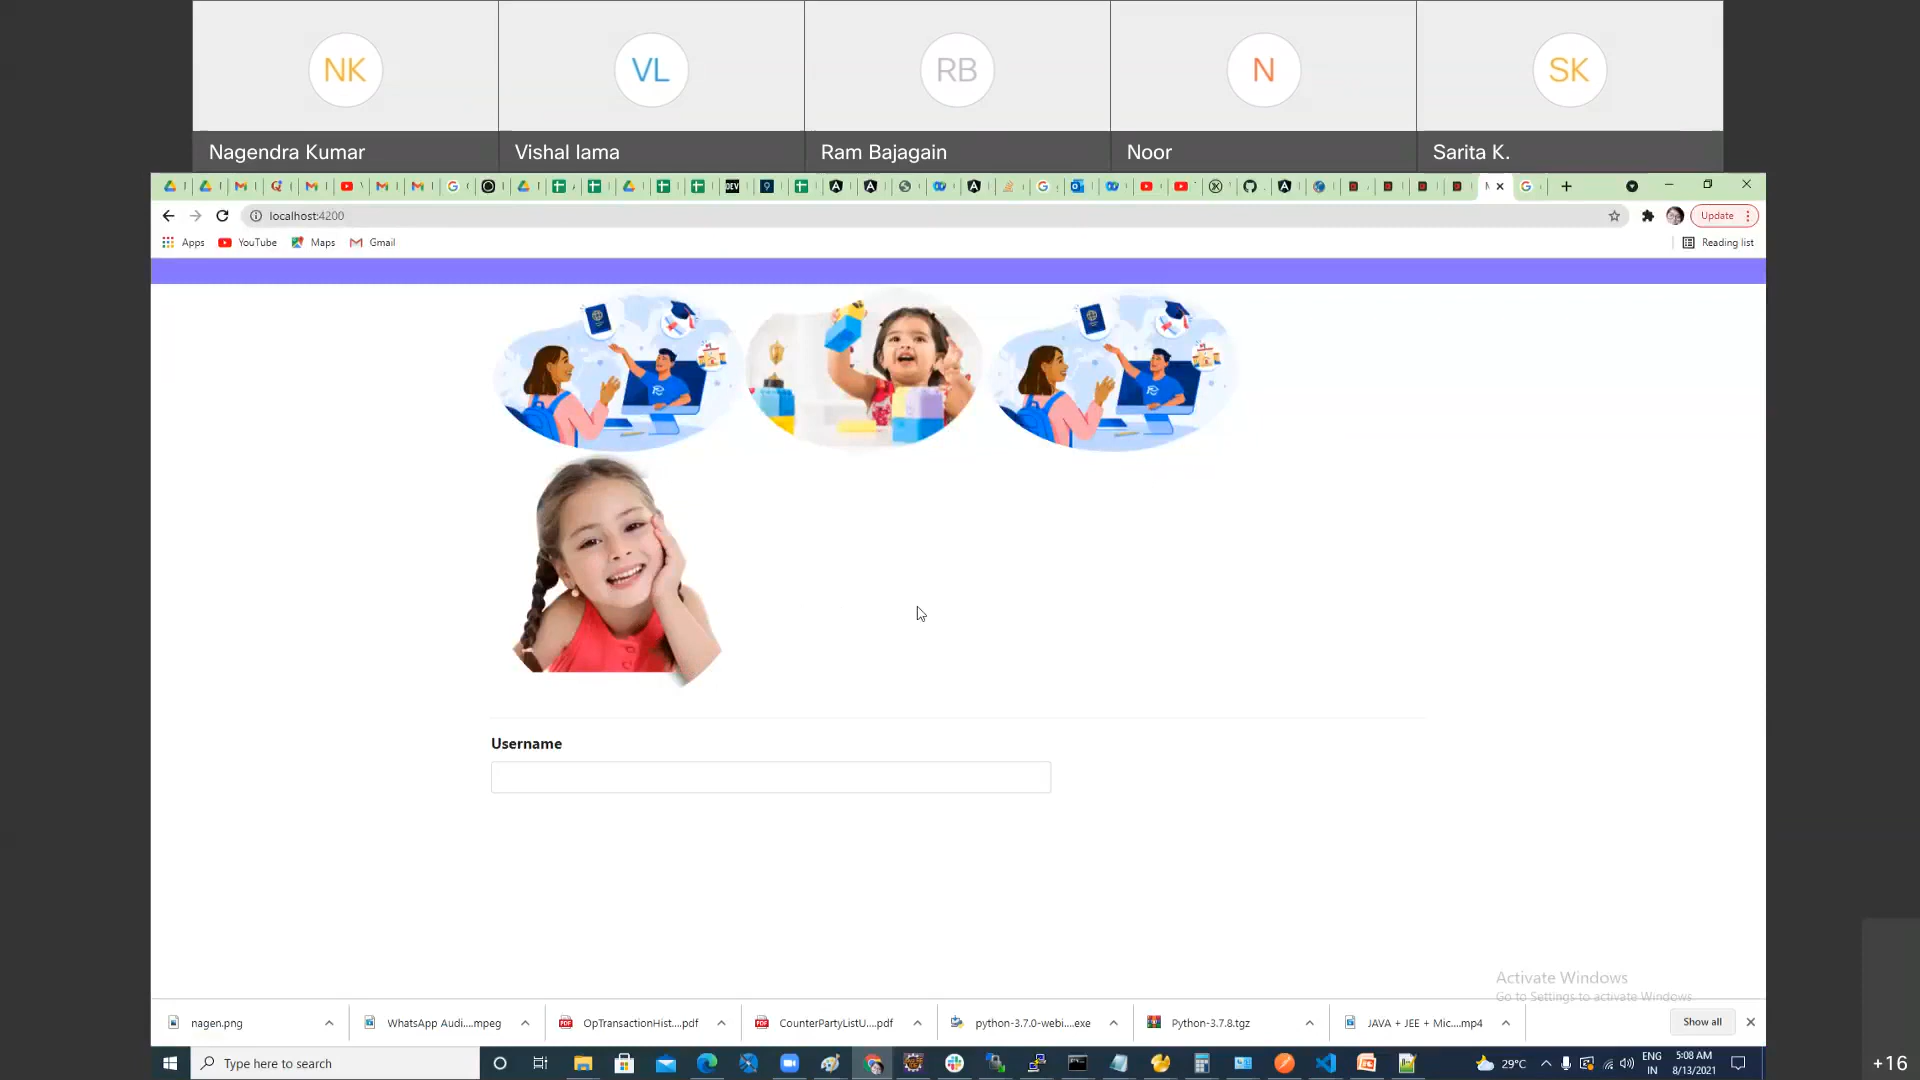 NK
VL
RB
N
SK
Nagendra Kumar
Vishal lama
Ram Bajagain
Noor
Sarita K.
localhost:4200
Update
Apps
YouTube
Maps
Gmail
Reading list
Username
Activate Windows
Go to Settings to activate Windows.
nagen.png
WhatsApp Audi....mpeg
OpTransactionHist....pdf
CounterPartyListU....pdf
python-3.7.0-webi....exe
Python-3.7.8.tgz
JAVA + JEE + Mic....mp4
Show all
Type here to search
29°C
ENG
IN
5:08 AM
8/13/2021
+16